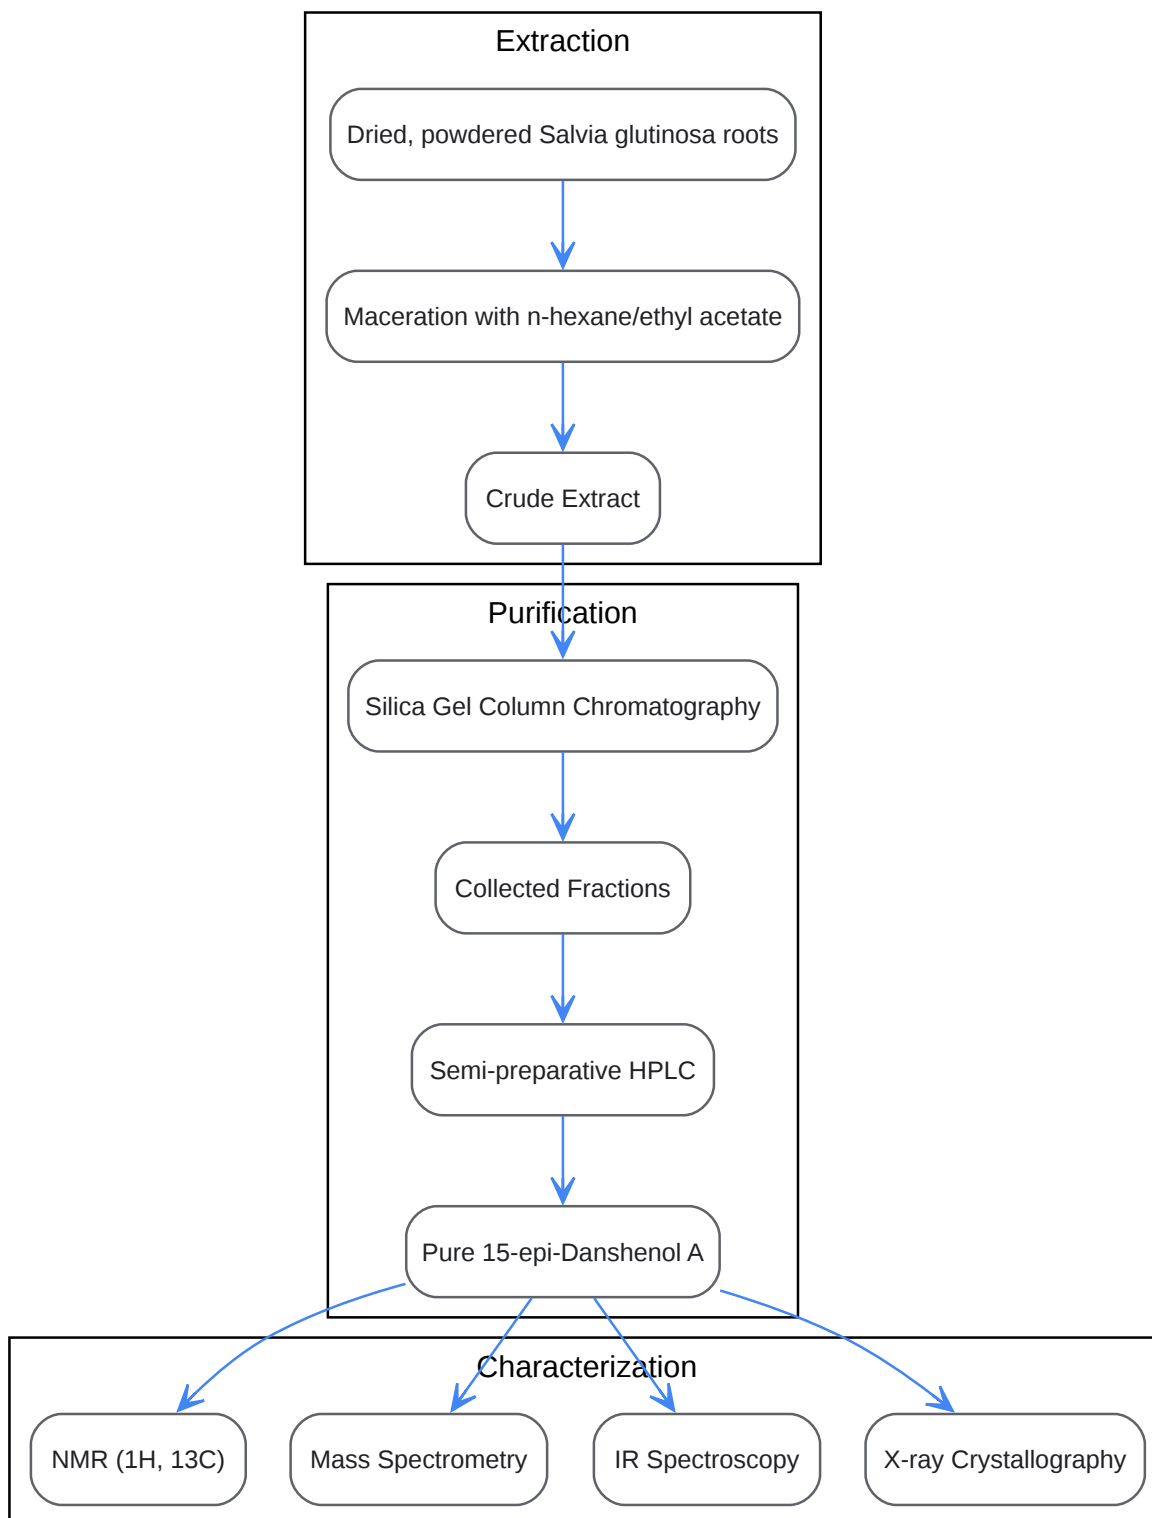 Extraction
Dried, powdered Salvia glutinosa roots
Maceration with n-hexane/ethyl acetate
Crude Extract
Purification
Silica Gel Column Chromatography
Collected Fractions
Semi-preparative HPLC
Pure 15-epi-Danshenol A
Characterization
NMR (1H, 13C)
Mass Spectrometry
IR Spectroscopy
X-ray Crystallography